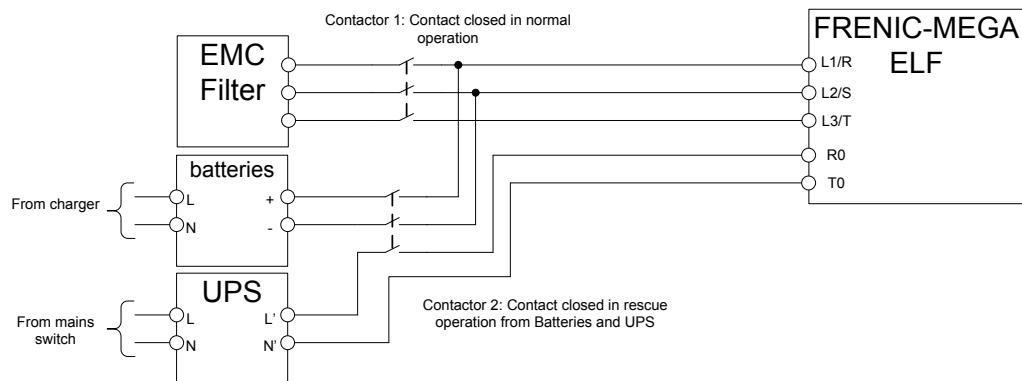 Contactor 1: Contact closed in normal
operation
FRENIC-MEGA
ELF
EMC
Filter
L1/R
L2/S
L3/T
R0
T0
batteries
From charger
L
N
+
-
UPS
From mains
switch
L
N
L'
N'
Contactor 2: Contact closed in rescue
operation from Batteries and UPS